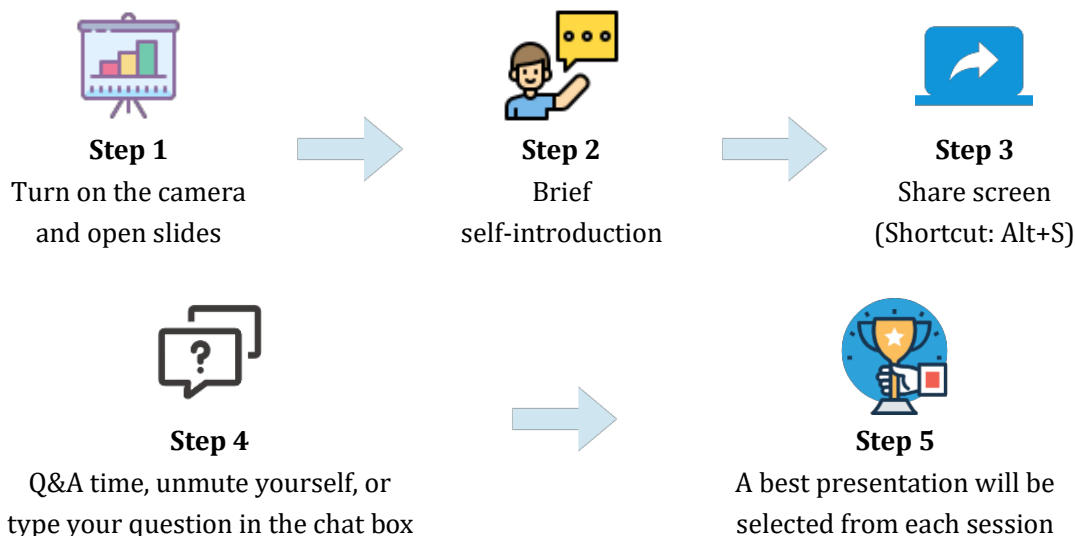 Step 1
Turn on the camera
and open slides
Step 2
Brief
self-introduction
Step 3
Share screen
(Shortcut: Alt+S)
?
Step 4
Q&A time, unmute yourself, or
type your question in the chat box
Step 5
A best presentation will be
selected from each session